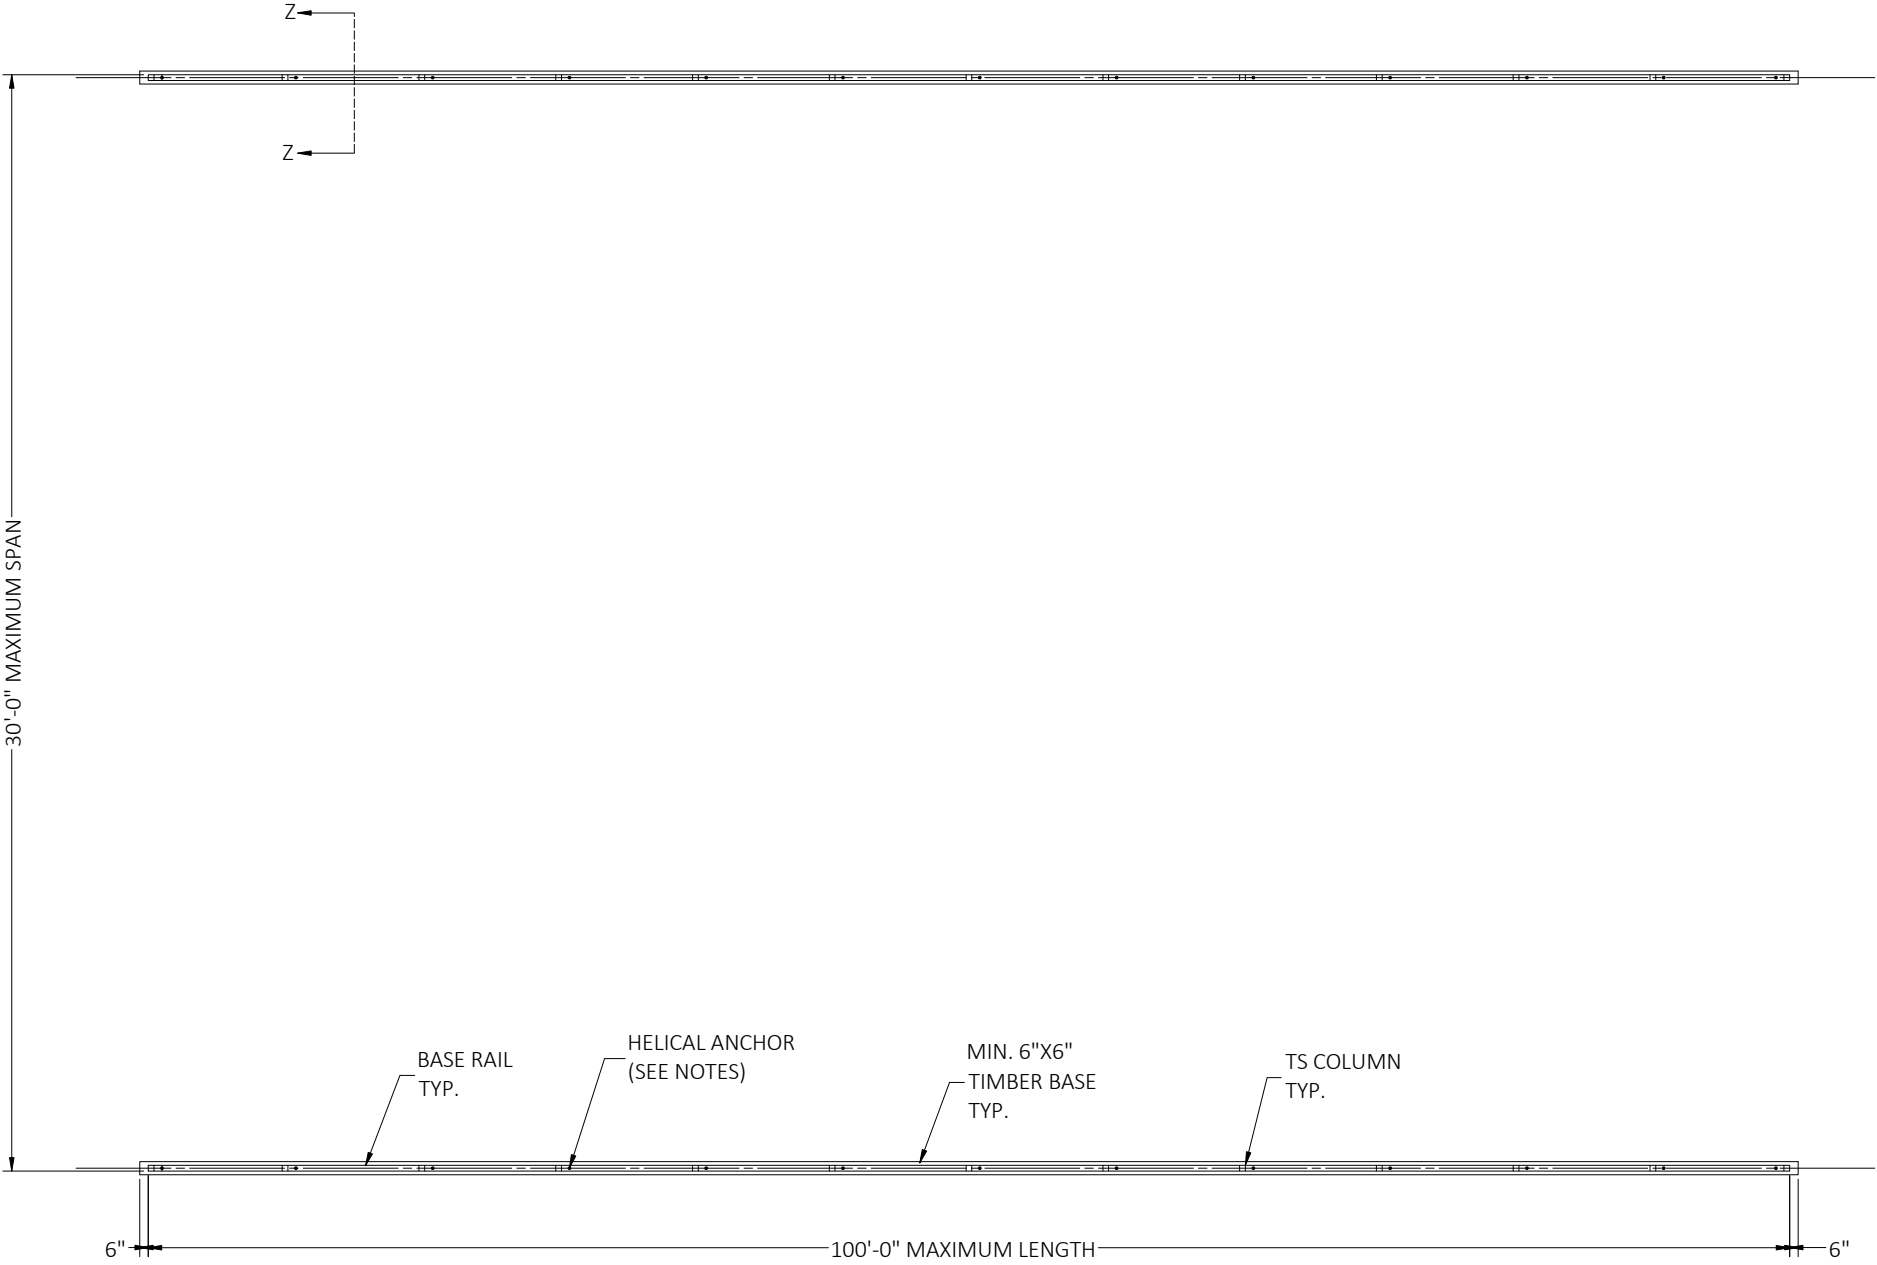 Z
Z
30'-0" MAXIMUM SPAN
BASE RAIL
TYP.
HELICAL ANCHOR
(SEE NOTES)
MIN. 6"X6"
TIMBER BASE
TYP.
TS COLUMN
TYP.
6"
100'-0" MAXIMUM LENGTH
6"